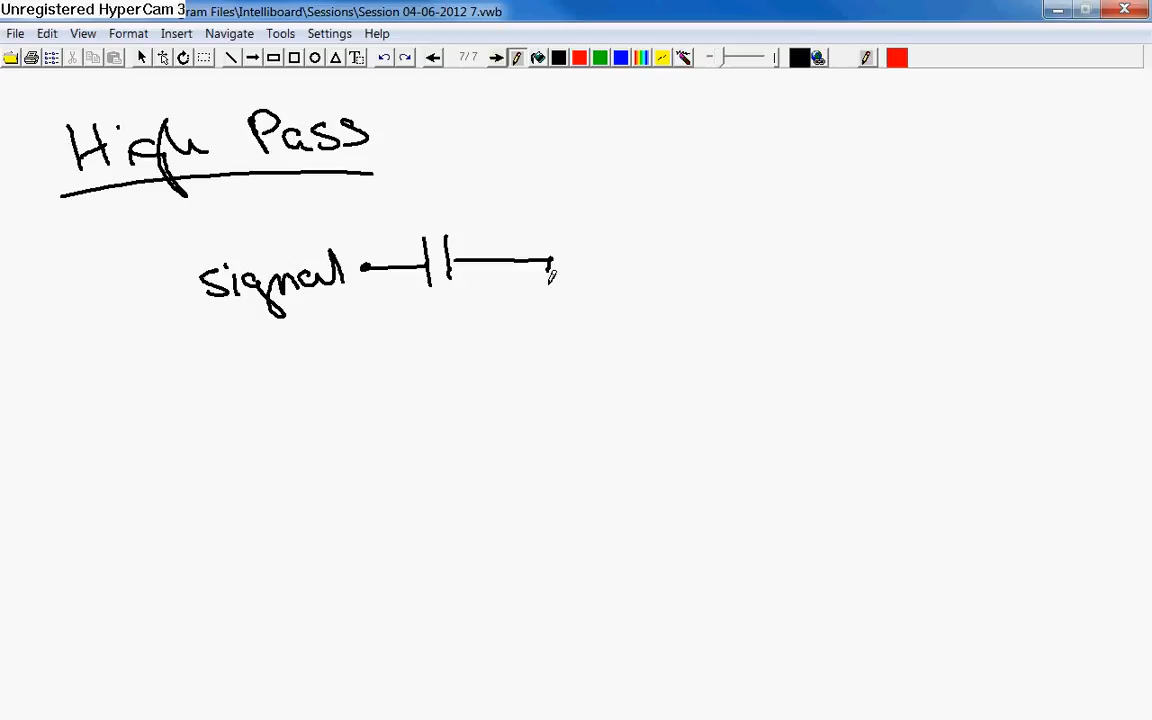 Unregistered HyperCam 3
ram Files\Intelliboard\Sessions\Session 04-06-2012 7.vwb
File Edit View Format Insert Navigate Tools Settings Help
7/7
High Pass
signal